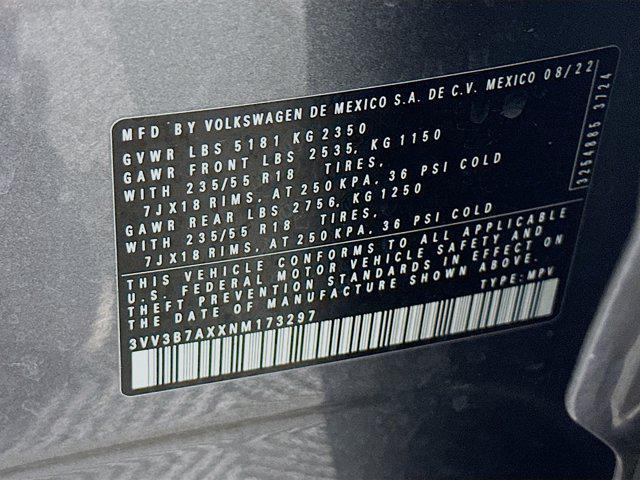 MFD BY VOLKSWAGEN DE MEXICO S.A. DE C.V. MEXICO 08/22
GVWR LBS 5181 KG 2350
GAWR FRONT LBS 2535, KG 1150
WITH 235/55 R18 TIRES,
7JX18 RIMS, AT 250 KPA, 36 PSI COLD
GAWR REAR LBS 2756, KG 1250
WITH 235/55 R18 TIRES,
7JX18 RIMS, AT 250 KPA, 36 PSI COLD
THIS VEHICLE CONFORMS TO ALL APPLICABLE
U.S. FEDERAL MOTOR VEHICLE SAFETY AND
THEFT PREVENTION STANDARDS IN EFFECT ON
THE DATE OF MANUFACTURE SHOWN ABOVE.
3VV3B7AXXNM173297 TYPE: MPV
3254885 3724